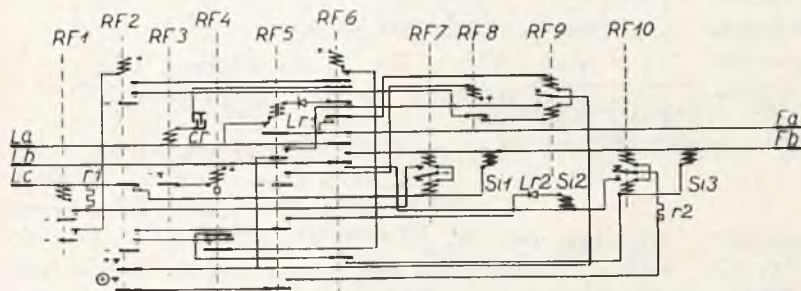 RF1 RF2 RF3 RF4 RF5 RF6 RF7 RF8 RF9 RF10
La
Lb
Lc
r1
cr
Lr
Si1
Lr2
Si2
Si3
r2
Fa
Fb